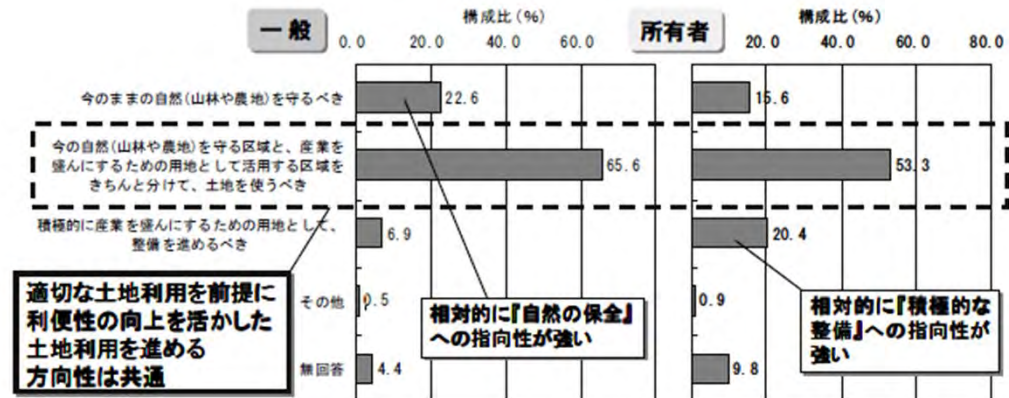 一般
構成比(%)
0.0 20.0 40.0 60.0
所有者
構成比(%)
20.0 40.0 60.0 80.0
今のままの自然(山林や農地)を守るべき
22.6
15.6
今の自然(山林や農地)を守る区域と、産業を
盛んにするための用地として活用する区域を
きちんと分けて、土地を使うべき
65.6
53.3
積極的に産業を盛んにするための用地として、
整備を進めるべき
6.9
20.4
その他
0.5
0.9
無回答
4.4
9.8
適切な土地利用を前提に
利便性の向上を活かした
土地利用を進める
方向性は共通
相対的に『自然の保全』
への指向性が強い
相対的に『積極的な
整備』への指向性が
強い